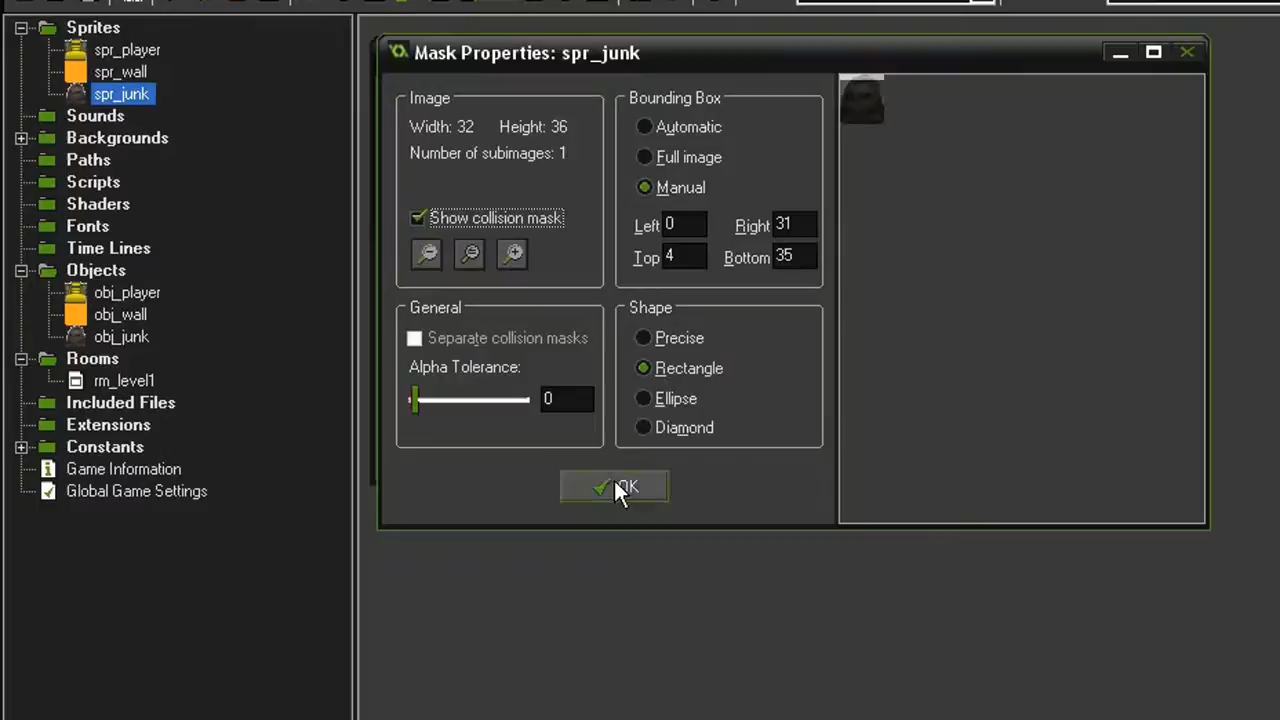 Sprites
spr_player
spr_wall
spr_junk
Sounds
Backgrounds
Paths
Scripts
Shaders
Fonts
Time Lines
Objects
obj_player
obj_wall
obj_junk
Rooms
rm_level1
Included Files
Extensions
Constants
Game Information
Global Game Settings
Mask Properties: spr_junk
Image
Width: 32 Height: 36
Number of subimages: 1
Show collision mask
Bounding Box
Automatic
Full image
Manual
Left 0 Right 31
Top 4 Bottom 35
General
Separate collision masks
Alpha Tolerance:
0
Shape
Precise
Rectangle
Ellipse
Diamond
OK